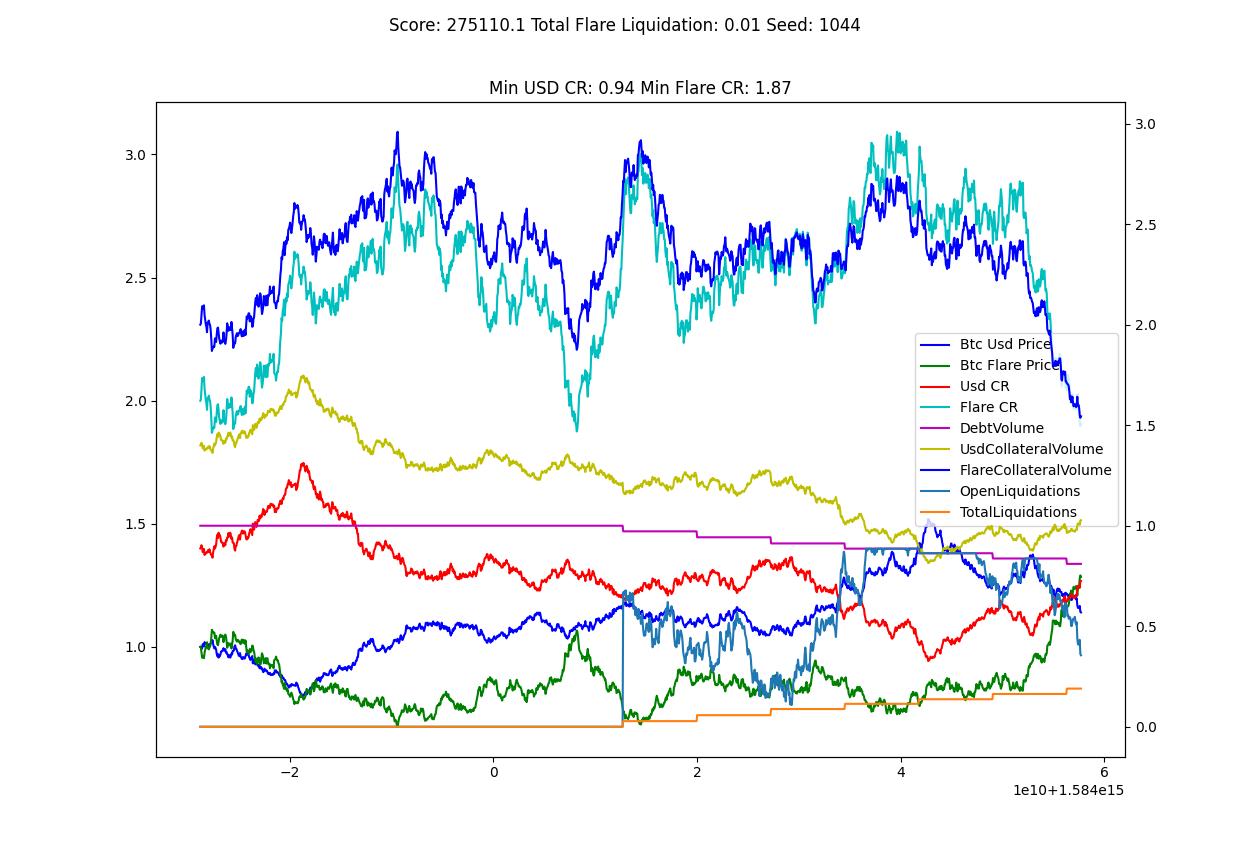 Score: 275110.1 Total Flare Liquidation: 0.01 Seed: 1044
Min USD CR: 0.94 Min Flare CR: 1.87
3.0
2.5
2.0
1.5
1.0
3.0
2.5
2.0
1.5
1.0
0.5
0.0
Btc Usd Price
Btc Flare Price
Usd CR
Flare CR
DebtVolume
UsdCollateralVolume
FlareCollateralVolume
OpenLiquidations
TotalLiquidations
−2 0 2 4 6
1e10+1.584e15